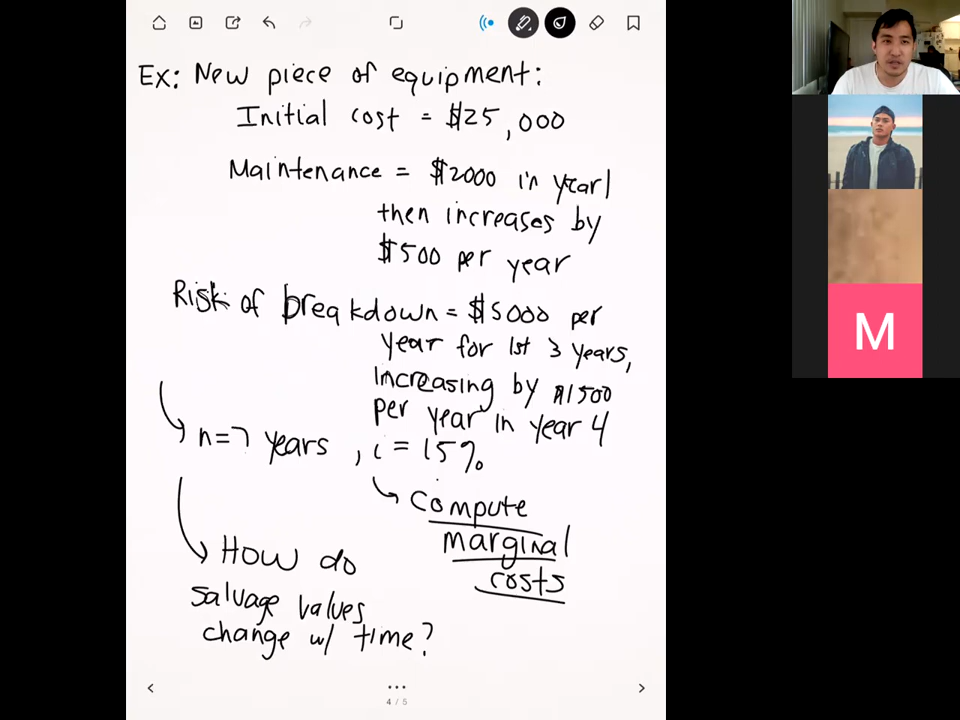 Ex: New piece of equipment:
Initial cost = $25,000
Maintenance = $2000 in year 1
then increases by
$500 per year
Risk of breakdown = $5000 per
year for 1st 3 years,
increasing by $1500
per year in year 4
n=7 years, i = 15%
Compute
marginal
costs
How do
salvage values
change w/ time?
4 / 5
M